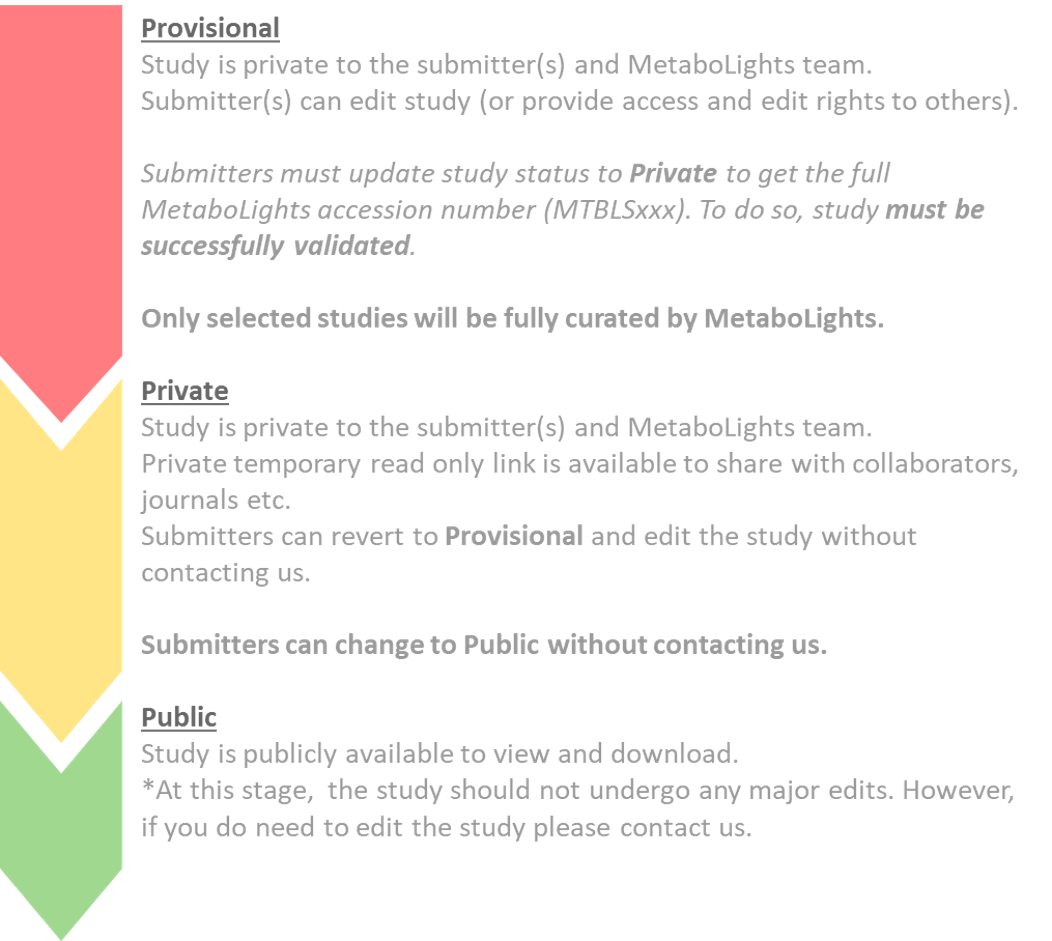 Provisional
Study is private to the submitter(s) and MetaboLights team.
Submitter(s) can edit study (or provide access and edit rights to others).
Submitters must update study status to Private to get the full
MetaboLights accession number (MTBLSxxx). To do so, study must be
successfully validated.
Only selected studies will be fully curated by MetaboLights.
Private
Study is private to the submitter(s) and MetaboLights team.
Private temporary read only link is available to share with collaborators,
journals etc.
Submitters can revert to Provisional and edit the study without
contacting us.
Submitters can change to Public without contacting us.
Public
Study is publicly available to view and download.
*At this stage,  the study should not undergo any major edits. However,
if you do need to edit the study please contact us.